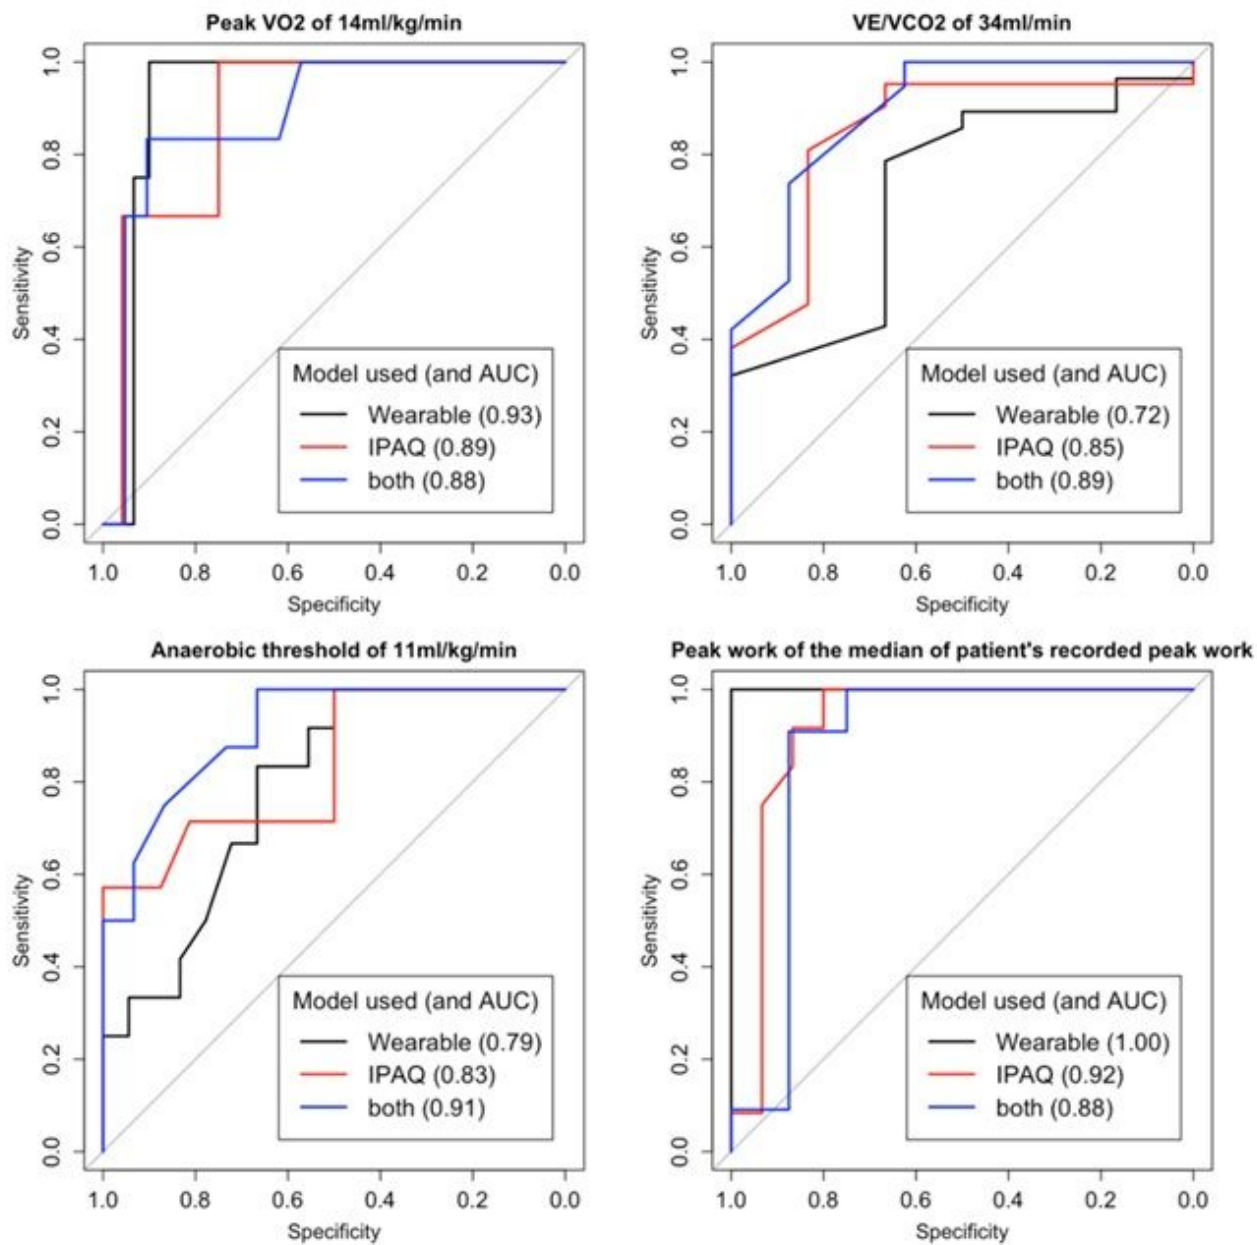 Peak VO2 of 14ml/kg/min
Sensitivity
0.0 0.2 0.4 0.6 0.8 1.0
Model used (and AUC)
Wearable (0.93)
IPAQ (0.89)
both (0.88)
1.0 0.8 0.6 0.4 0.2 0.0
Specificity
VE/VCO2 of 34ml/min
Sensitivity
0.0 0.2 0.4 0.6 0.8 1.0
Model used (and AUC)
Wearable (0.72)
IPAQ (0.85)
both (0.89)
1.0 0.8 0.6 0.4 0.2 0.0
Specificity
Anaerobic threshold of 11ml/kg/min
Sensitivity
0.0 0.2 0.4 0.6 0.8 1.0
Model used (and AUC)
Wearable (0.79)
IPAQ (0.83)
both (0.91)
1.0 0.8 0.6 0.4 0.2 0.0
Specificity
Peak work of the median of patient's recorded peak work
Sensitivity
0.0 0.2 0.4 0.6 0.8 1.0
Model used (and AUC)
Wearable (1.00)
IPAQ (0.92)
both (0.88)
1.0 0.8 0.6 0.4 0.2 0.0
Specificity